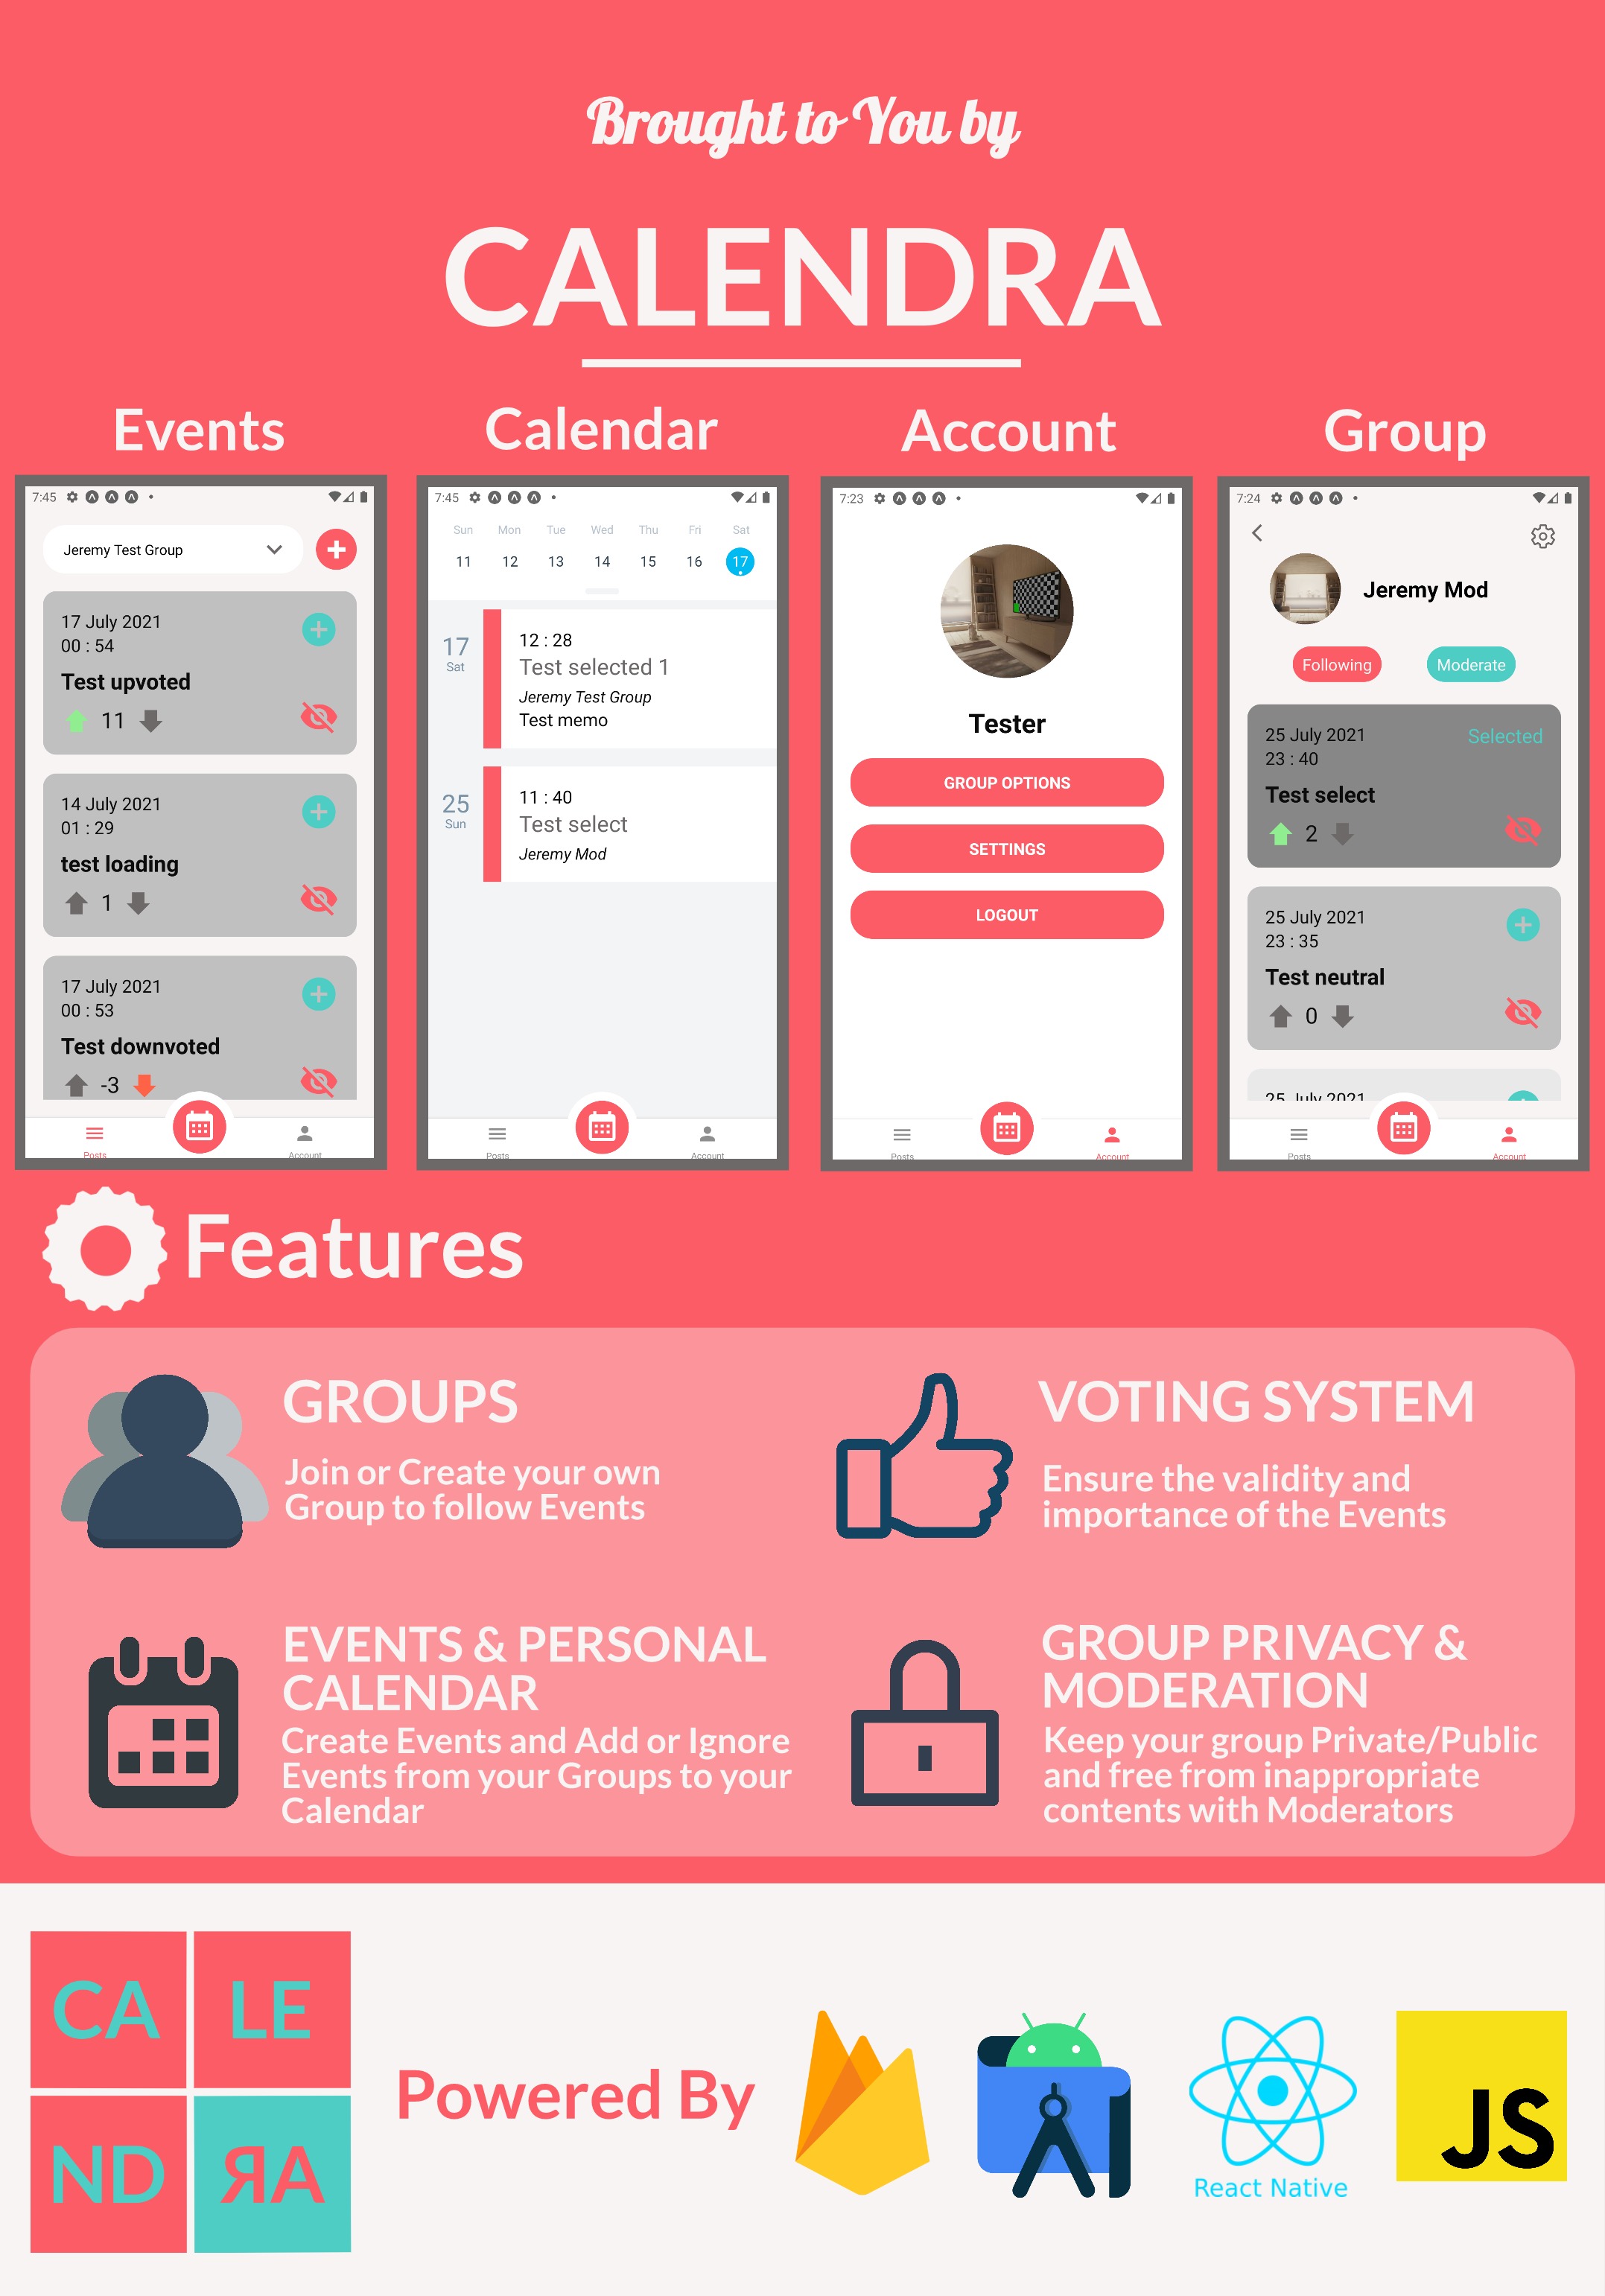 Brought to You by
CALENDRA
Events
Calendar
Account
Group
7:45
Jeremy Test Group
17 July 2021
00 : 54
Test upvoted
11
14 July 2021
01 : 29
test loading
1
17 July 2021
00 : 53
Test downvoted
-3
Posts
Account
7:45
Sun Mon Tue Wed Thu Fri Sat
11 12 13 14 15 16 17
17
Sat
12 : 28
Test selected 1
Jeremy Test Group
Test memo
25
Sun
11 : 40
Test select
Jeremy Mod
Posts
Account
7:23
Tester
GROUP OPTIONS
SETTINGS
LOGOUT
Posts
Account
7:24
Jeremy Mod
Following
Moderate
25 July 2021
Selected
23 : 40
Test select
2
25 July 2021
23 : 35
Test neutral
0
25 July 2021
Posts
Account
Features
GROUPS
Join or Create your own
Group to follow Events
VOTING SYSTEM
Ensure the validity and
importance of the Events
EVENTS & PERSONAL
CALENDAR
Create Events and Add or Ignore
Events from your Groups to your
Calendar
GROUP PRIVACY &
MODERATION
Keep your group Private/Public
and free from inappropriate
contents with Moderators
CA LE
ND ЯA
Powered By
React Native
JS